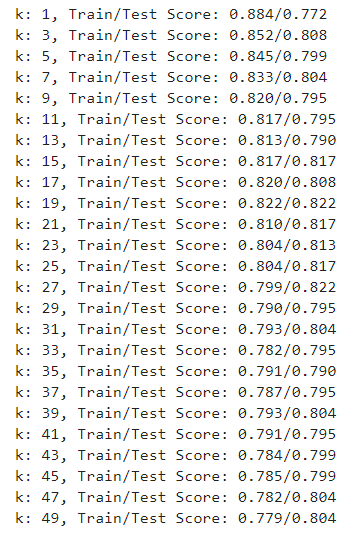 k: 1, Train/Test Score: 0.884/0.772
k: 3, Train/Test Score: 0.852/0.808
k: 5, Train/Test Score: 0.845/0.799
k: 7, Train/Test Score: 0.833/0.804
k: 9, Train/Test Score: 0.820/0.795
k: 11, Train/Test Score: 0.817/0.795
k: 13, Train/Test Score: 0.813/0.790
k: 15, Train/Test Score: 0.817/0.817
k: 17, Train/Test Score: 0.820/0.808
k: 19, Train/Test Score: 0.822/0.822
k: 21, Train/Test Score: 0.810/0.817
k: 23, Train/Test Score: 0.804/0.813
k: 25, Train/Test Score: 0.804/0.817
k: 27, Train/Test Score: 0.799/0.822
k: 29, Train/Test Score: 0.790/0.795
k: 31, Train/Test Score: 0.793/0.804
k: 33, Train/Test Score: 0.782/0.795
k: 35, Train/Test Score: 0.791/0.790
k: 37, Train/Test Score: 0.787/0.795
k: 39, Train/Test Score: 0.793/0.804
k: 41, Train/Test Score: 0.791/0.795
k: 43, Train/Test Score: 0.784/0.799
k: 45, Train/Test Score: 0.785/0.799
k: 47, Train/Test Score: 0.782/0.804
k: 49, Train/Test Score: 0.779/0.804